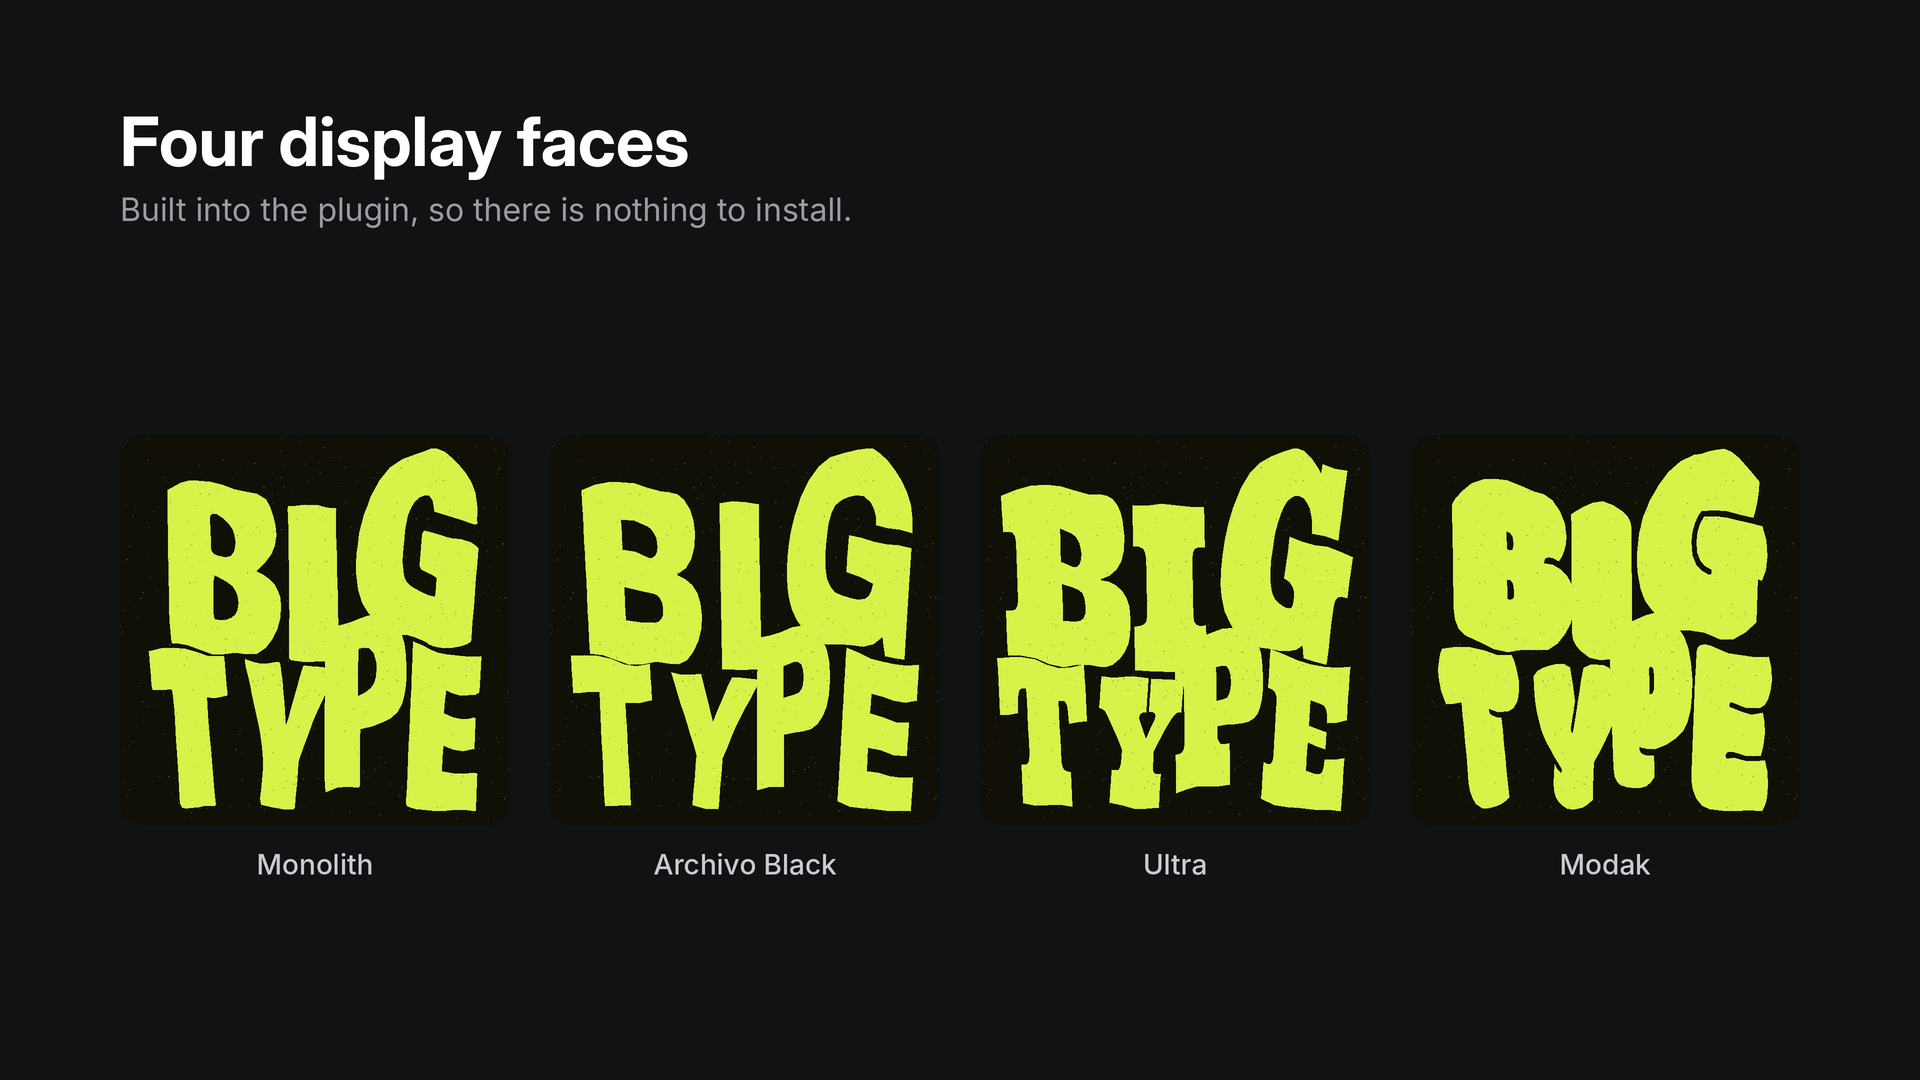 Four display faces
Built into the plugin, so there is nothing to install.
BIG
TYPE
BIG
TYPE
BIG
TYPE
BIG
TYPE
Monolith
Archivo Black
Ultra
Modak